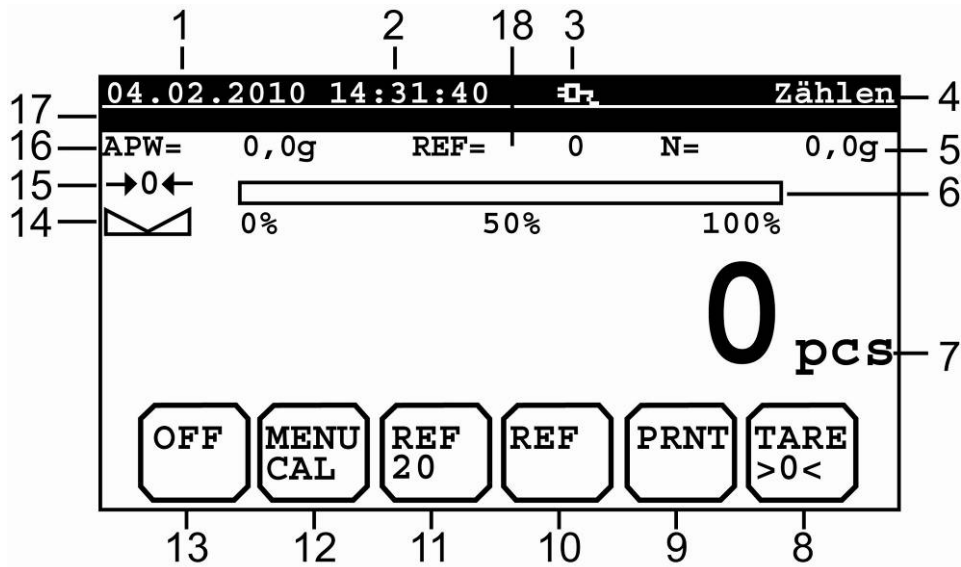 1 2 18 3
04.02.2010 14:31:40 Zählen 4
17
16 APW= 0,0g REF= 0 N= 0,0g 5
15 →0← 6
14 0% 50% 100%
0 pcs 7
OFF MENU REF REF PRNT TARE
CAL 20 >0<
13 12 11 10 9 8